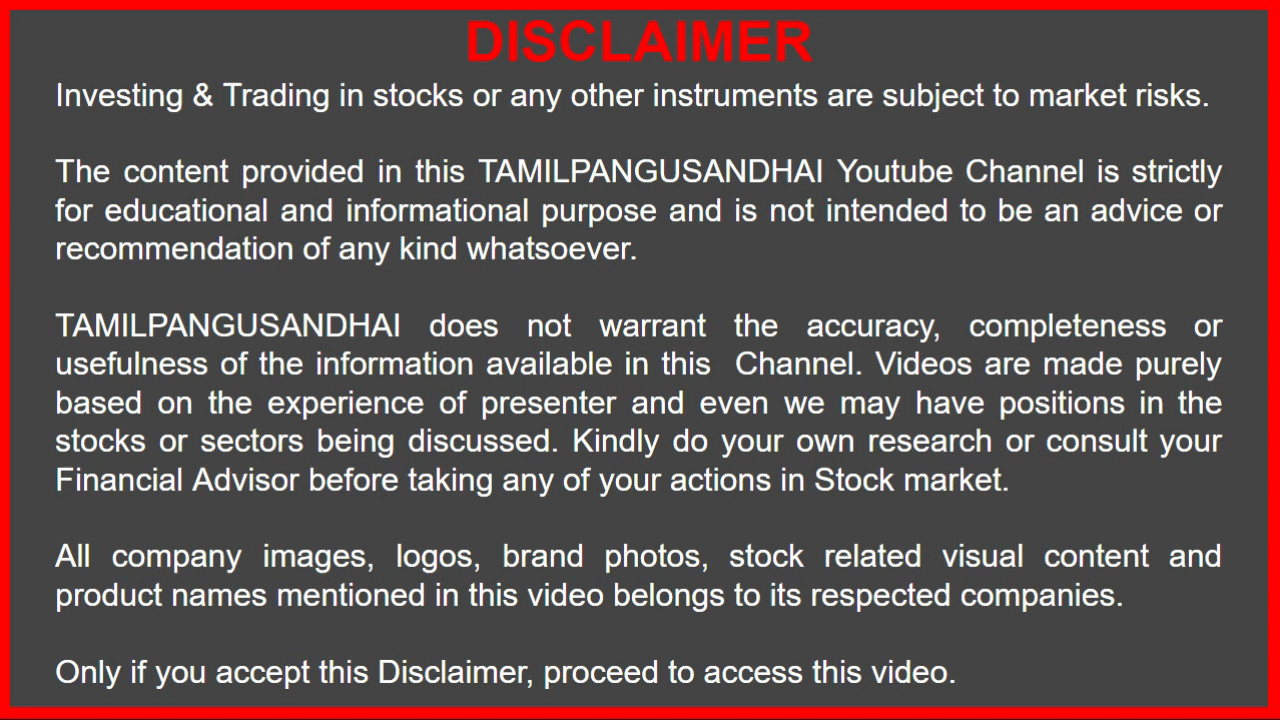 DISCLAIMER
Investing & Trading in stocks or any other instruments are subject to market risks.
The content provided in this TAMILPANGUSANDHAI Youtube Channel is strictly
for educational and informational purpose and is not intended to be an advice or
recommendation of any kind whatsoever.
TAMILPANGUSANDHAI does not warrant the accuracy, completeness or
usefulness of the information available in this Channel. Videos are made purely
based on the experience of presenter and even we may have positions in the
stocks or sectors being discussed. Kindly do your own research or consult your
Financial Advisor before taking any of your actions in Stock market.
All company images, logos, brand photos, stock related visual content and
product names mentioned in this video belongs to its respected companies.
Only if you accept this Disclaimer, proceed to access this video.